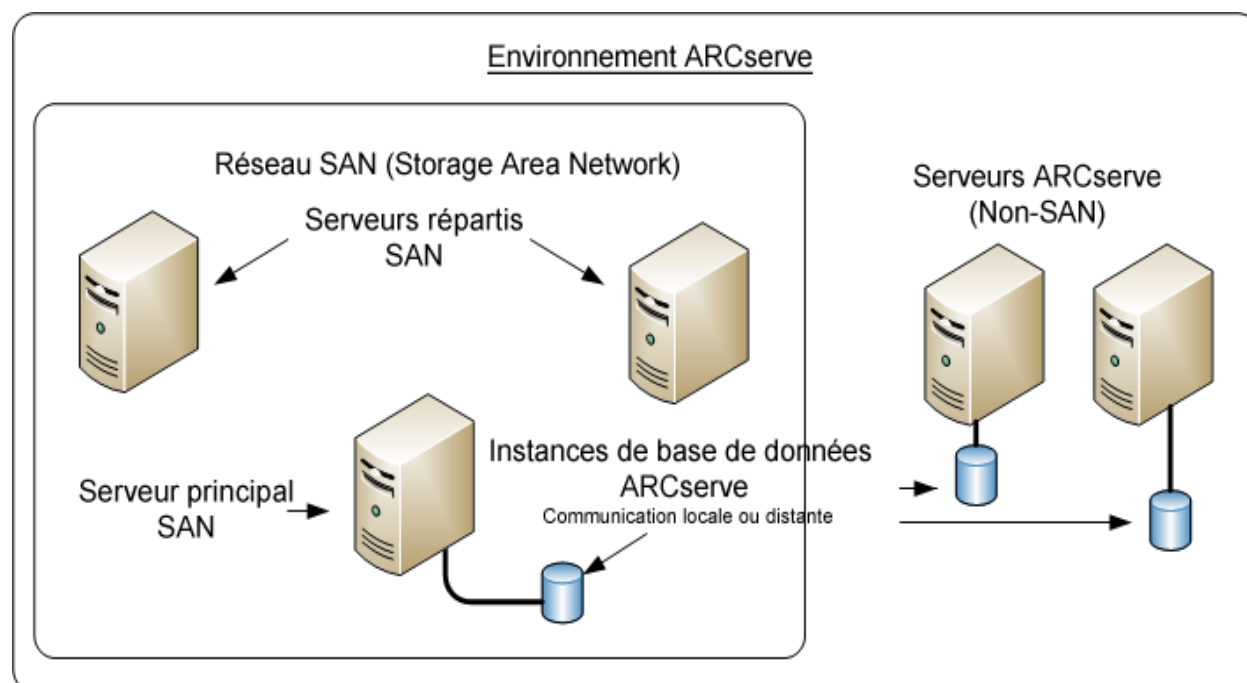 Environnement ARCserve
Réseau SAN (Storage Area Network)
Serveurs répartis
SAN
Serveurs ARCserve
(Non-SAN)
Serveur principal
SAN
Instances de base de données
ARCserve
Communication locale ou distante